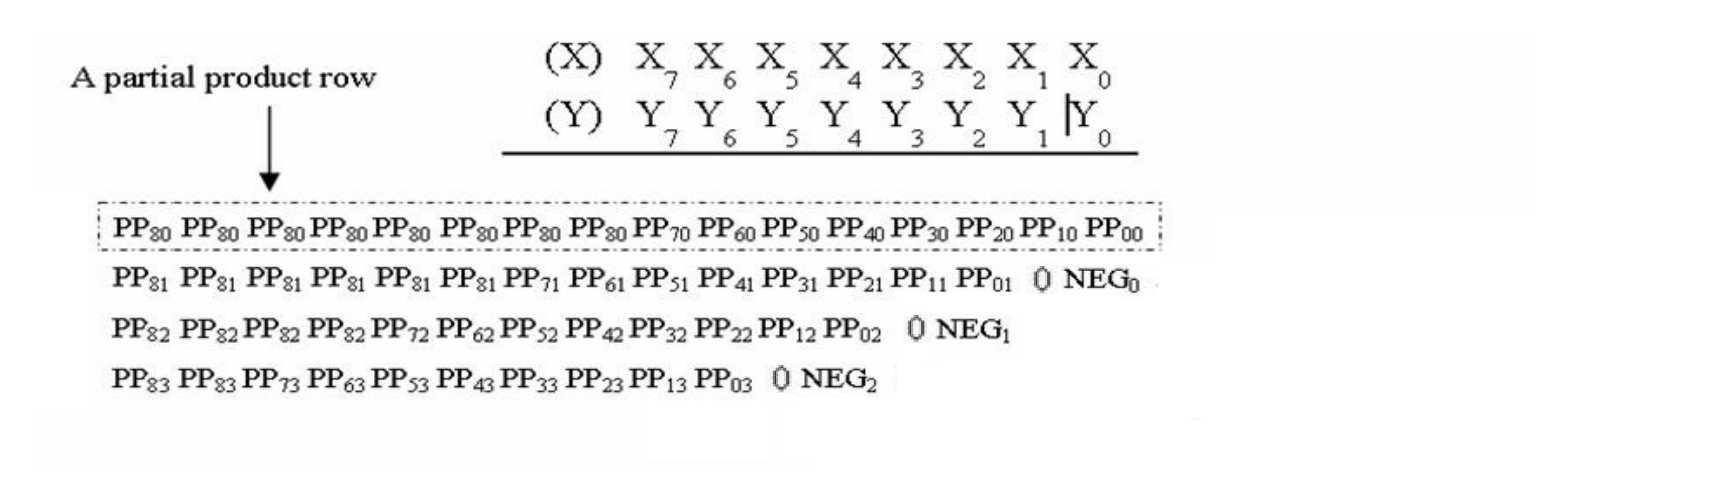 (X) X7 X6 X5 X4 X3 X2 X1 X0
A partial product row
(Y) Y7 Y6 Y5 Y4 Y3 Y2 Y1 Y0
PP80 PP80 PP80 PP80 PP80 PP80 PP80 PP80 PP70 PP60 PP50 PP40 PP30 PP20 PP10 PP00
PP81 PP81 PP81 PP81 PP81 PP81 PP71 PP61 PP51 PP41 PP31 PP21 PP11 PP01 0 NEG0
PP82 PP82 PP82 PP82 PP72 PP62 PP52 PP42 PP32 PP22 PP12 PP02 0 NEG1
PP83 PP83 PP73 PP63 PP53 PP43 PP33 PP23 PP13 PP03 0 NEG2